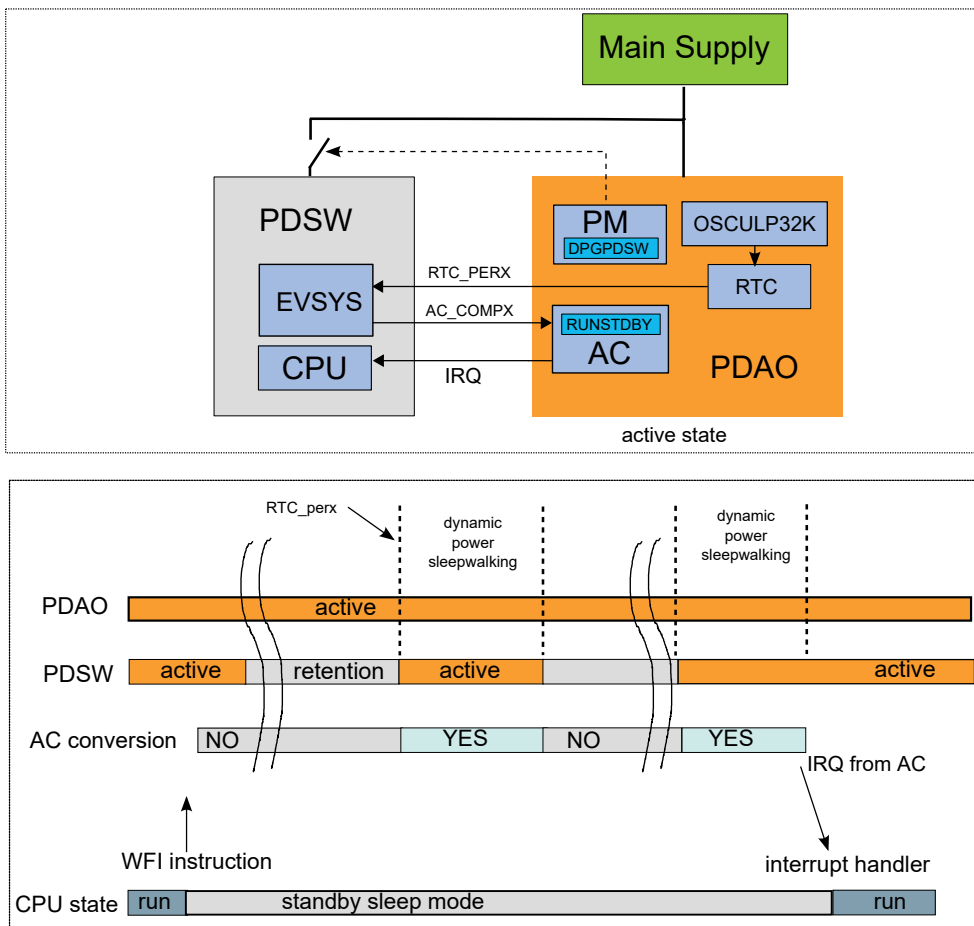 Main Supply
PDSW
PM
DPGPDSW
OSCULP32K
RTC_PERX
RTC
EVSYS
AC_COMPX
RUNSTDBY
AC
CPU
IRQ
PDAO
active state
RTC_perx
dynamic
power
sleepwalking
dynamic
power
sleepwalking
PDAO
active
PDSW
active
retention
active
active
AC conversion
NO
YES
NO
YES
IRQ from AC
WFI instruction
interrupt handler
CPU state
run
standby sleep mode
run